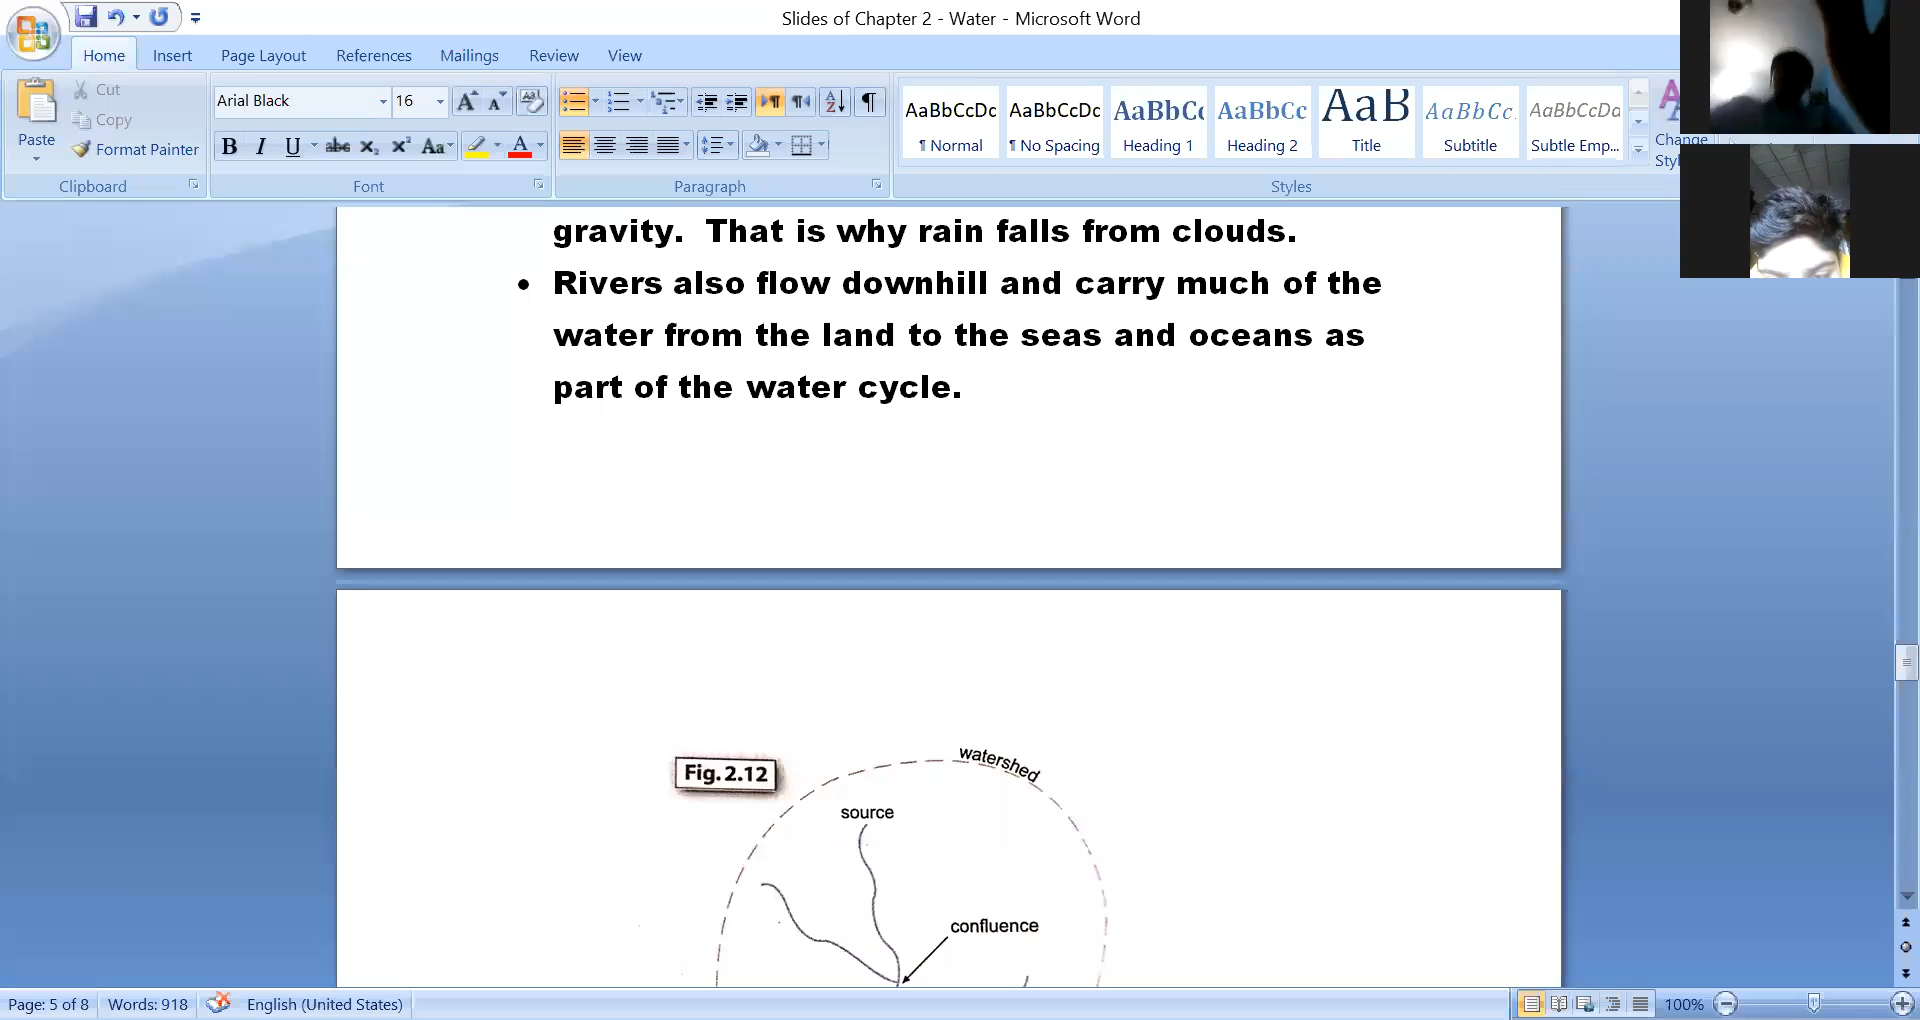 Slides of Chapter 2 - Water - Microsoft Word
Home Insert Page Layout References Mailings Review View
Paste
Cut
Copy
Format Painter
Clipboard
Arial Black 16
Font
Paragraph
AaBbCcDc AaBbCcDc AaBbCc AaBbCc AaB AaBbCc. AaBbCcDa
¶ Normal ¶ No Spacing Heading 1 Heading 2 Title Subtitle Subtle Emp...
Change
Styl
Styles
gravity. That is why rain falls from clouds.
• Rivers also flow downhill and carry much of the
water from the land to the seas and oceans as
part of the water cycle.
Fig. 2.12
watershed
source
confluence
Page: 5 of 8 Words: 918 English (United States) 100%